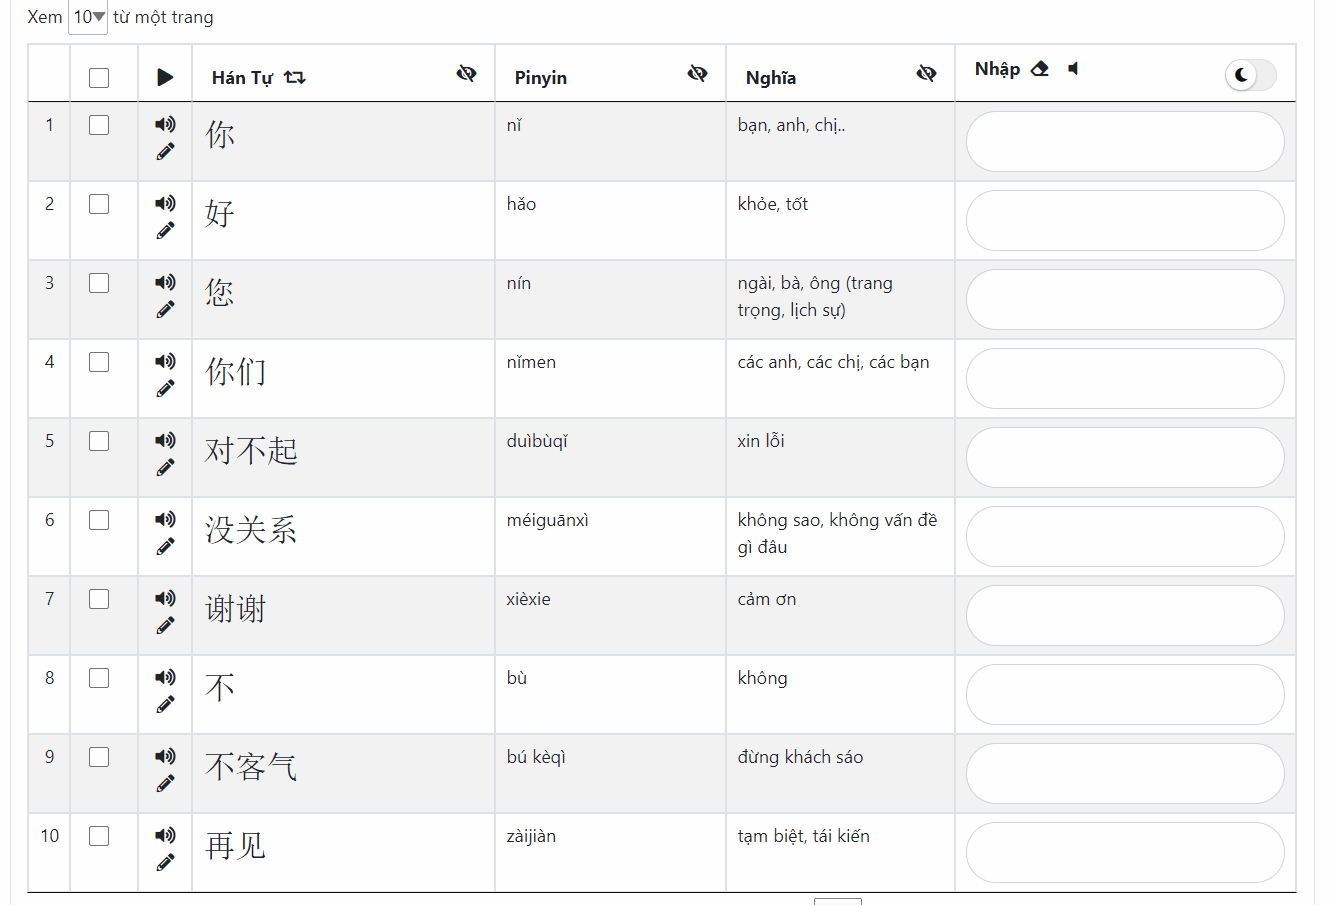 Xem 10 từ một trang
Hán Tự Pinyin Nghĩa Nhập
1 你 nǐ bạn, anh, chị..
2 好 hǎo khỏe, tốt
3 您 nín ngài, bà, ông (trang
trọng, lịch sự)
4 你们 nǐmen các anh, các chị, các bạn
5 对不起 duìbùqǐ xin lỗi
6 没关系 méiguānxì không sao, không vấn đề
gì đâu
7 谢谢 xièxie cảm ơn
8 不 bù không
9 不客气 bú kèqì đừng khách sáo
10 再见 zàijiàn tạm biệt, tái kiến